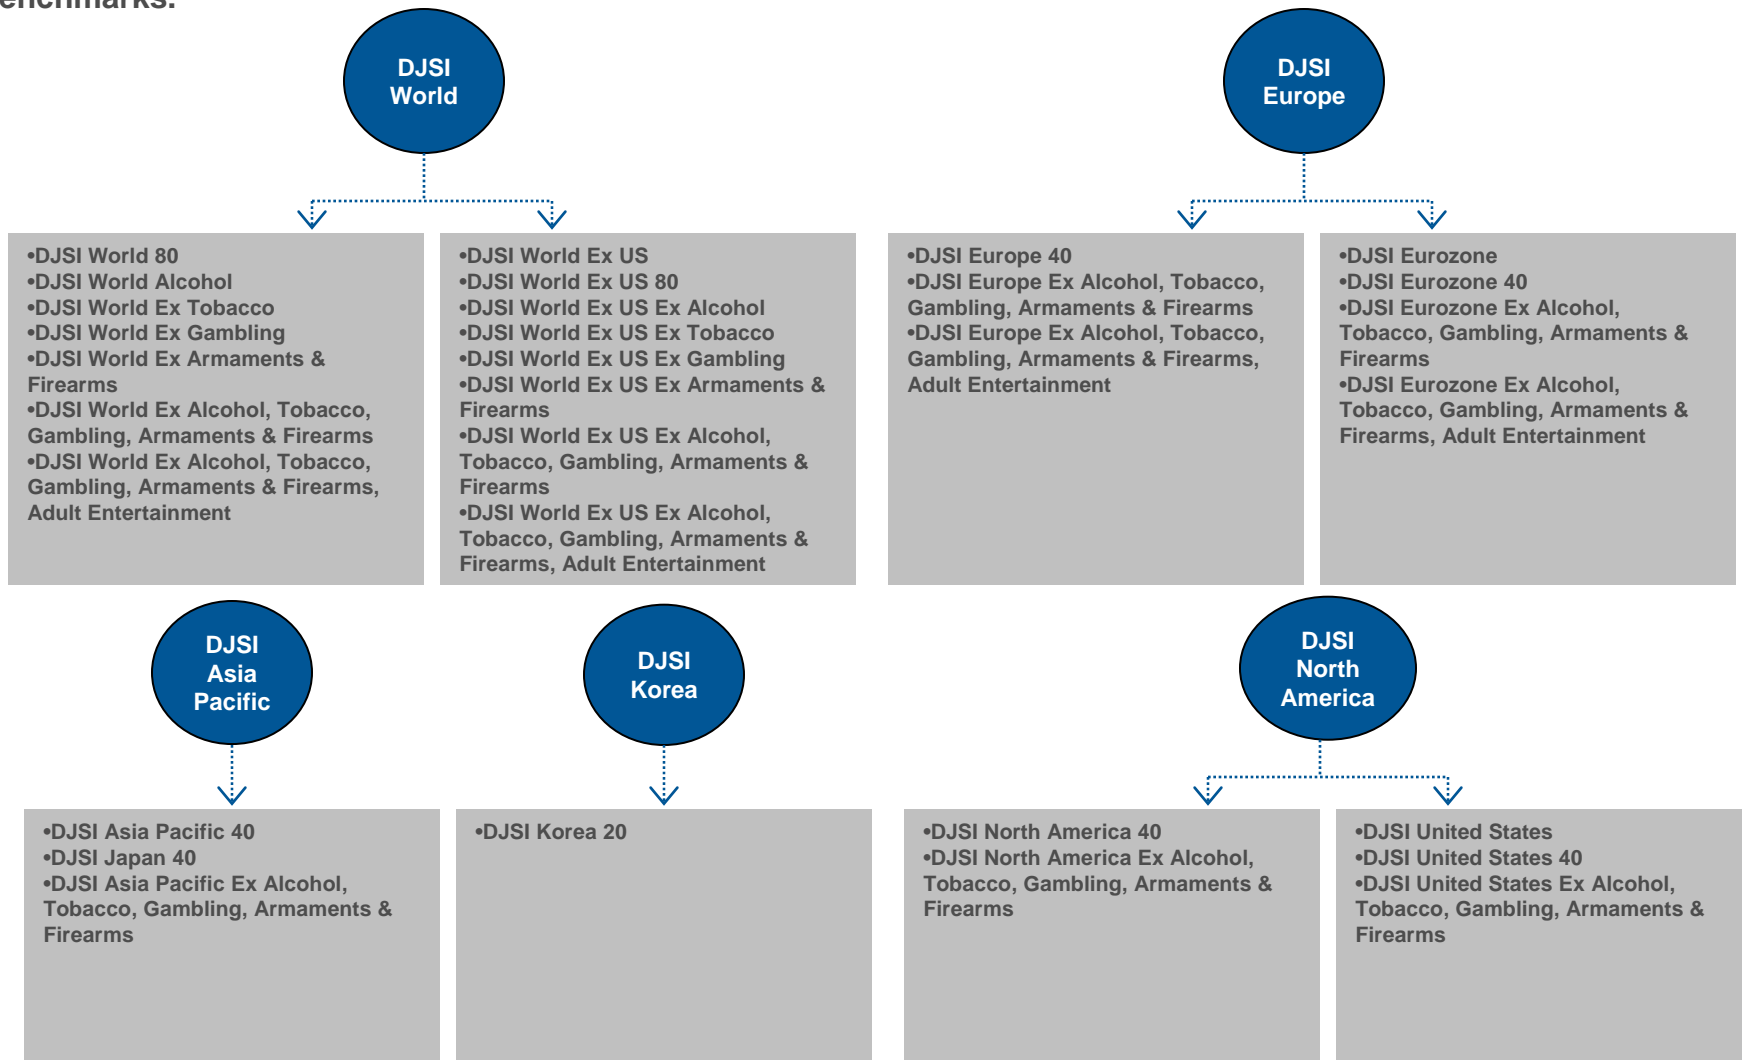 enchmarks.
DJSI
World
DJSI
Europe
•DJSI World 80
•DJSI World Alcohol
•DJSI World Ex Tobacco
•DJSI World Ex Gambling
•DJSI World Ex Armaments &
Firearms
•DJSI World Ex Alcohol, Tobacco,
Gambling, Armaments & Firearms
•DJSI World Ex Alcohol, Tobacco,
Gambling, Armaments & Firearms,
Adult Entertainment
•DJSI World Ex US
•DJSI World Ex US 80
•DJSI World Ex US Ex Alcohol
•DJSI World Ex US Ex Tobacco
•DJSI World Ex US Ex Gambling
•DJSI World Ex US Ex Armaments &
Firearms
•DJSI World Ex US Ex Alcohol,
Tobacco, Gambling, Armaments &
Firearms
•DJSI World Ex US Ex Alcohol,
Tobacco, Gambling, Armaments &
Firearms, Adult Entertainment
•DJSI Europe 40
•DJSI Europe Ex Alcohol, Tobacco,
Gambling, Armaments & Firearms
•DJSI Europe Ex Alcohol, Tobacco,
Gambling, Armaments & Firearms,
Adult Entertainment
•DJSI Eurozone
•DJSI Eurozone 40
•DJSI Eurozone Ex Alcohol,
Tobacco, Gambling, Armaments &
Firearms
•DJSI Eurozone Ex Alcohol,
Tobacco, Gambling, Armaments &
Firearms, Adult Entertainment
DJSI
Asia
Pacific
DJSI
Korea
DJSI
North
America
•DJSI Asia Pacific 40
•DJSI Japan 40
•DJSI Asia Pacific Ex Alcohol,
Tobacco, Gambling, Armaments &
Firearms
•DJSI Korea 20
•DJSI North America 40
•DJSI North America Ex Alcohol,
Tobacco, Gambling, Armaments &
Firearms
•DJSI United States
•DJSI United States 40
•DJSI United States Ex Alcohol,
Tobacco, Gambling, Armaments &
Firearms